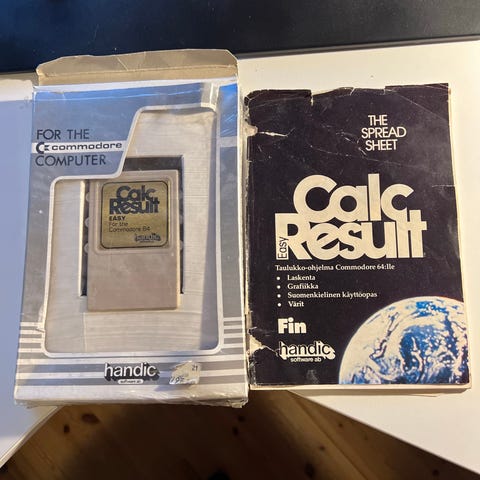 FOR THE
commodore
COMPUTER
Calc
Result
EASY
For the
Commodore 64
handic
handic
software ab
THE
SPREAD
SHEET
Calc
Easy Result
Taulukko-ohjelma Commodore 64:lle
• Laskenta
• Grafiikka
• Suomenkielinen käyttöopas
• Värit
Fin
handic
software ab